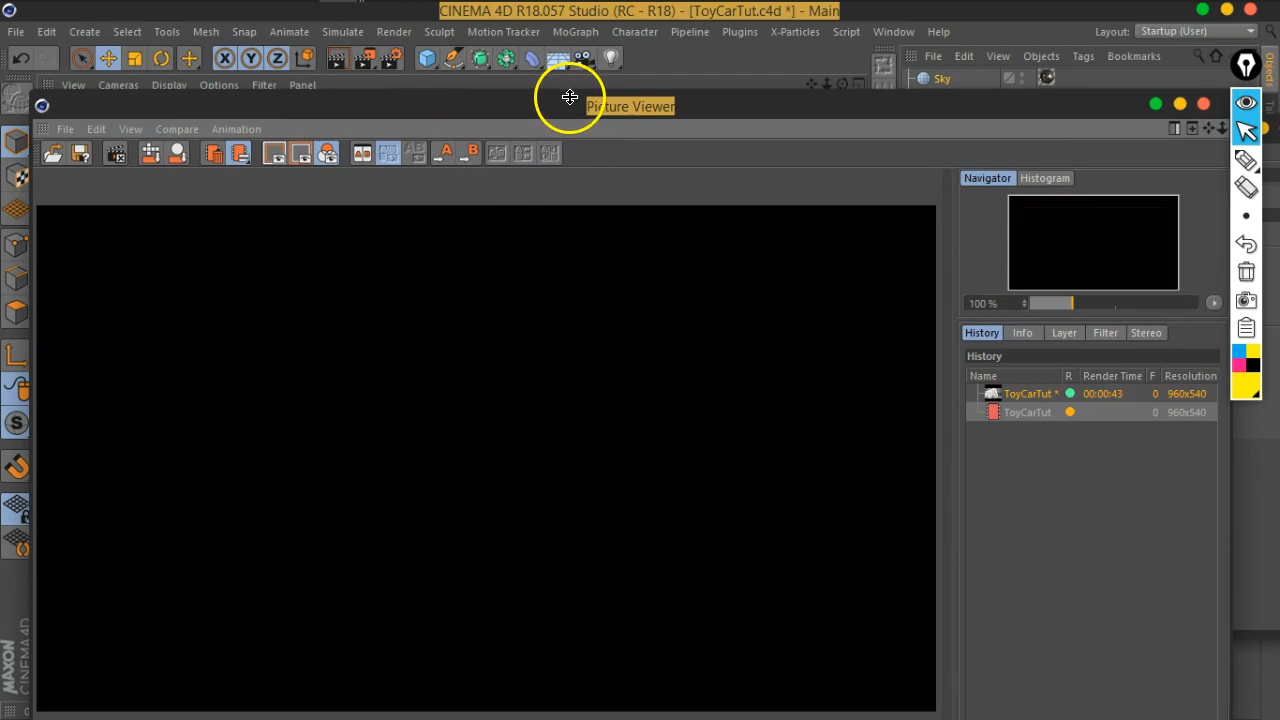 CINEMA 4D R18.057 Studio (RC - R18) - [ToyCarTut.c4d *] - Main
File Edit Create Select Tools Mesh Snap Animate Simulate Render Sculpt Motion Tracker MoGraph Character Pipeline Plugins X-Particles Script Window Help Layout: Startup (User)
File Edit View Objects Tags Bookmarks
Objects
View Cameras Display Options Filter Panel
Sky
Picture Viewer
File Edit View Compare Animation
A B
Navigator Histogram
100 %
History Info Layer Filter Stereo
History
Name R Render Time F Resolution
ToyCarTut * 00:00:43 0 960x540
ToyCarTut 0 960x540
MAXON
CINEMA 4D